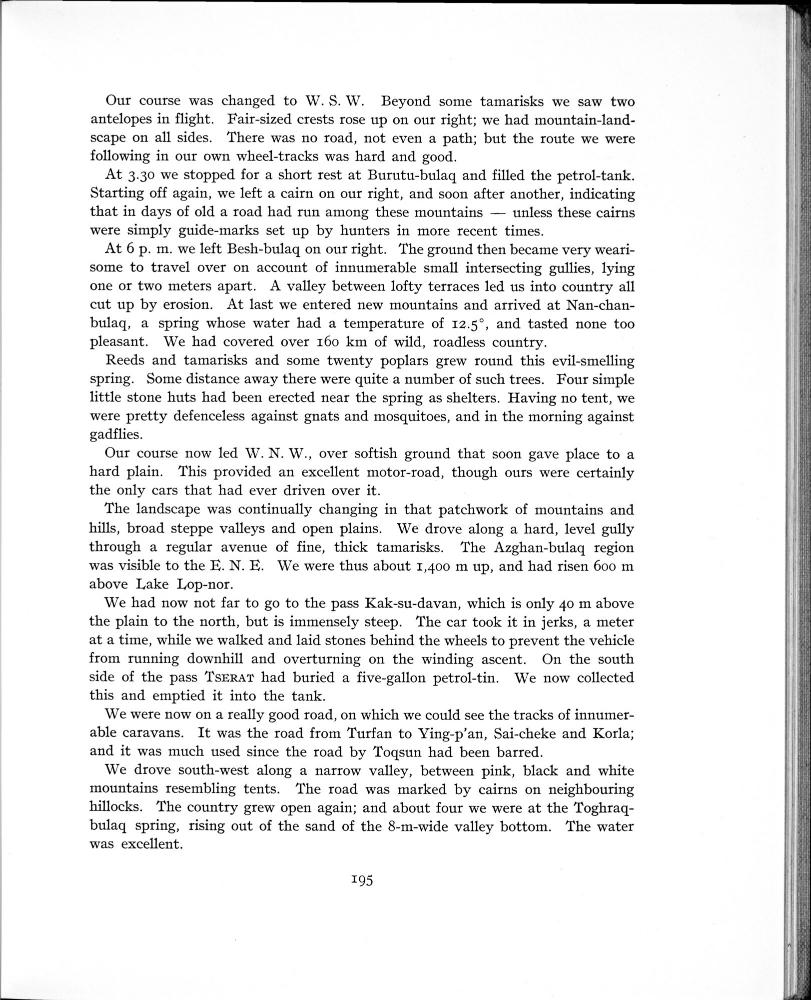 Our course was changed to W. S. W. Beyond some tamarisks we saw two
antelopes in flight. Fair-sized crests rose up on our right; we had mountain-land-
scape on all sides. There was no road, not even a path; but the route we were
following in our own wheel-tracks was hard and good.
At 3.30 we stopped for a short rest at Burutu-bulaq and filled the petrol-tank.
Starting off again, we left a cairn on our right, and soon after another, indicating
that in days of old a road had run among these mountains — unless these cairns
were simply guide-marks set up by hunters in more recent times.
At 6 p. m. we left Besh-bulaq on our right. The ground then became very weari-
some to travel over on account of innumerable small intersecting gullies, lying
one or two meters apart. A valley between lofty terraces led us into country all
cut up by erosion. At last we entered new mountains and arrived at Nan-chan-
bulaq, a spring whose water had a temperature of 12.5°, and tasted none too
pleasant. We had covered over 160 km of wild, roadless country.
Reeds and tamarisks and some twenty poplars grew round this evil-smelling
spring. Some distance away there were quite a number of such trees. Four simple
little stone huts had been erected near the spring as shelters. Having no tent, we
were pretty defenceless against gnats and mosquitoes, and in the morning against
gadflies.
Our course now led W. N. W., over softish ground that soon gave place to a
hard plain. This provided an excellent motor-road, though ours were certainly
the only cars that had ever driven over it.
The landscape was continually changing in that patchwork of mountains and
hills, broad steppe valleys and open plains. We drove along a hard, level gully
through a regular avenue of fine, thick tamarisks. The Azghan-bulaq region
was visible to the E. N. E. We were thus about 1,400 m up, and had risen 600 m
above Lake Lop-nor.
We had now not far to go to the pass Kak-su-davan, which is only 40 m above
the plain to the north, but is immensely steep. The car took it in jerks, a meter
at a time, while we walked and laid stones behind the wheels to prevent the vehicle
from running downhill and overturning on the winding ascent. On the south
side of the pass TSERAT had buried a five-gallon petrol-tin. We now collected
this and emptied it into the tank.
We were now on a really good road, on which we could see the tracks of innumer-
able caravans. It was the road from Turfan to Ying-p'an, Sai-cheke and Korla;
and it was much used since the road by Toqsun had been barred.
We drove south-west along a narrow valley, between pink, black and white
mountains resembling tents. The road was marked by cairns on neighbouring
hillocks. The country grew open again; and about four we were at the Toghraq-
bulaq spring, rising out of the sand of the 8-m-wide valley bottom. The water
was excellent.
195